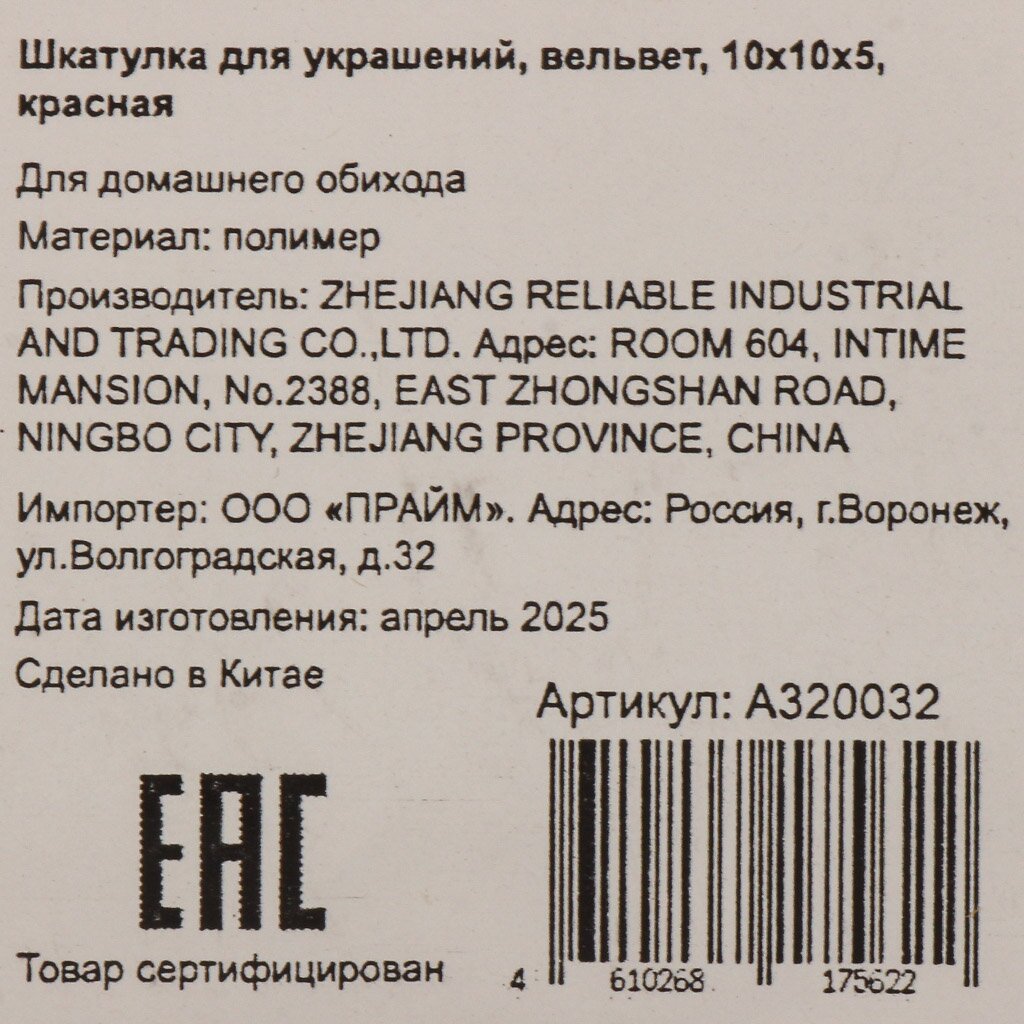 Шкатулка для украшений, вельвет, 10х10х5,
красная
Для домашнего обихода
Материал: полимер
Производитель: ZHEJIANG RELIABLE INDUSTRIAL
AND TRADING CO.,LTD. Адрес: ROOM 604, INTIME
MANSION, No.2388, EAST ZHONGSHAN ROAD,
NINGBO CITY, ZHEJIANG PROVINCE, CHINA
Импортер: ООО «ПРАЙМ». Адрес: Россия, г.Воронеж,
ул.Волгоградская, д.32
Дата изготовления: апрель 2025
Сделано в Китае
Артикул: А320032
EAC
Товар сертифицирован
4 610268 175622